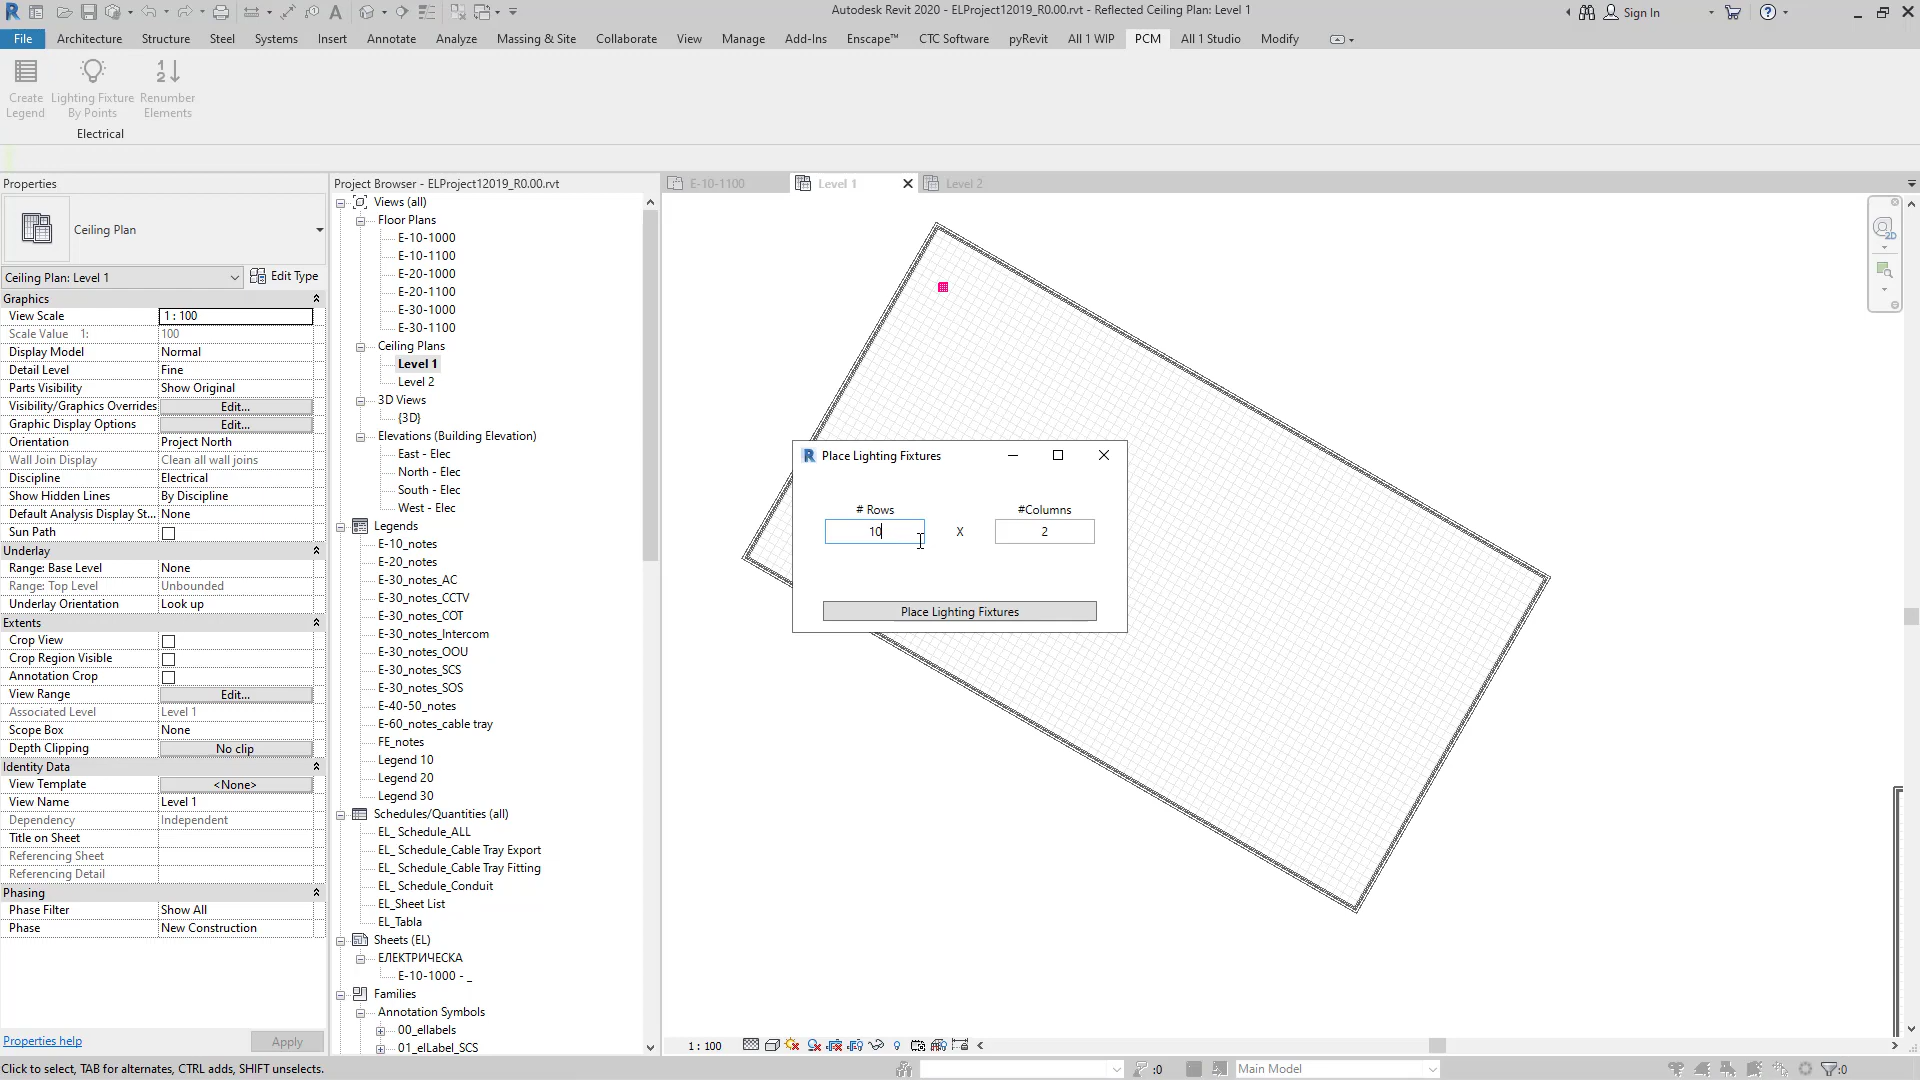 Autodesk Revit 2020 - ELProject12019_R0.00.rvt - Reflected Ceiling Plan: Level 1
Sign In
File Architecture Structure Steel Systems Insert Annotate Analyze Massing & Site Collaborate View Manage Add-Ins Enscape™ CTC Software pyRevit All 1 WIP PCM All 1 Studio Modify
Create Legend
Lighting Fixture By Points
Renumber Elements
Electrical
Properties
Ceiling Plan
Ceiling Plan: Level 1
Edit Type
Graphics
View Scale 1 : 100
Scale Value 1: 100
Display Model Normal
Detail Level Fine
Parts Visibility Show Original
Visibility/Graphics Overrides Edit...
Graphic Display Options Edit...
Orientation Project North
Wall Join Display Clean all wall joins
Discipline Electrical
Show Hidden Lines By Discipline
Default Analysis Display St... None
Sun Path
Underlay
Range: Base Level None
Range: Top Level Unbounded
Underlay Orientation Look up
Extents
Crop View
Crop Region Visible
Annotation Crop
View Range Edit...
Associated Level Level 1
Scope Box None
Depth Clipping No clip
Identity Data
View Template <None>
View Name Level 1
Dependency Independent
Title on Sheet
Referencing Sheet
Referencing Detail
Phasing
Phase Filter Show All
Phase New Construction
Properties help
Apply
Project Browser - ELProject12019_R0.00.rvt
Views (all)
Floor Plans
E-10-1000
E-10-1100
E-20-1000
E-20-1100
E-30-1000
E-30-1100
Ceiling Plans
Level 1
Level 2
3D Views
{3D}
Elevations (Building Elevation)
East - Elec
North - Elec
South - Elec
West - Elec
Legends
E-10_notes
E-20_notes
E-30_notes_AC
E-30_notes_CCTV
E-30_notes_COT
E-30_notes_Intercom
E-30_notes_OOU
E-30_notes_SCS
E-30_notes_SOS
E-40-50_notes
E-60_notes_cable tray
FE_notes
Legend 10
Legend 20
Legend 30
Schedules/Quantities (all)
EL_ Schedule_ALL
EL_ Schedule_Cable Tray Export
EL_ Schedule_Cable Tray Fitting
EL_ Schedule_Conduit
EL_Sheet List
EL_Tabla
Sheets (EL)
ЕЛЕКТРИЧЕСКА
E-10-1000 - _
Families
Annotation Symbols
00_ellabels
01_elLabel_SCS
E-10-1100
Level 1
Level 2
2D
Place Lighting Fixtures
# Rows
#Columns
10
X
2
Place Lighting Fixtures
1 : 100
Click to select, TAB for alternates, CTRL adds, SHIFT unselects.
:0
Main Model
:0